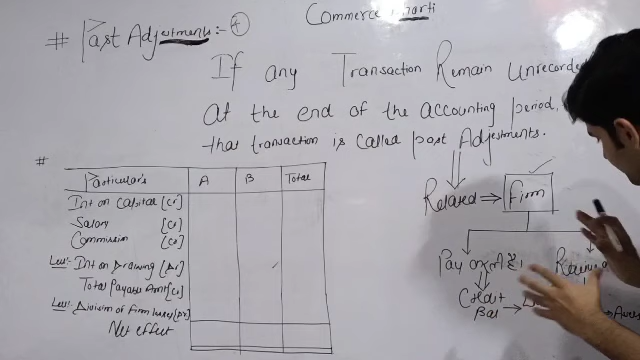 Commerce
# Past Adjustments :-
If any Transaction Remain Unrecorded
At the end of the accounting period,
that transaction is called past Adjustments.
#
Particulars A B Total
Int on Capital [Cr]
Salary [Cr]
Commission [Cr]
Less:- Int on Drawing [Dr]
Total Payable Amt [Cr]
Less:- Division of Firm [Dr]
Net effect
Related ⇒ Firm
Pay
Credit
Bal →